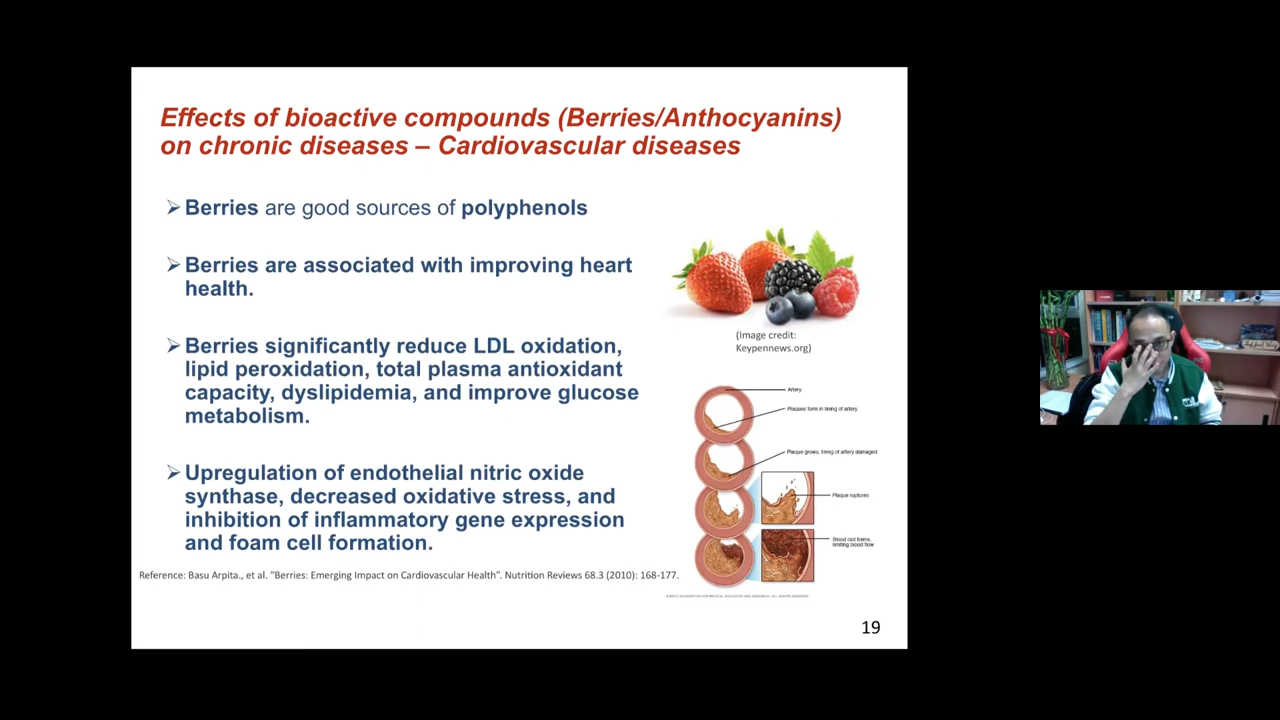 Effects of bioactive compounds (Berries/Anthocyanins)
on chronic diseases – Cardiovascular diseases
Berries are good sources of polyphenols
Berries are associated with improving heart
health.
Berries significantly reduce LDL oxidation,
lipid peroxidation, total plasma antioxidant
capacity, dyslipidemia, and improve glucose
metabolism.
Upregulation of endothelial nitric oxide
synthase, decreased oxidative stress, and
inhibition of inflammatory gene expression
and foam cell formation.
(Image credit:
Keypennews.org)
Artery
Plaques form in lining of artery
Plaque grows, lining of artery damaged
Plaque ruptures
Blood clot forms,
limiting blood flow
Reference: Basu Arpita., et al. “Berries: Emerging Impact on Cardiovascular Health”. Nutrition Reviews 68.3 (2010): 168-177.
19